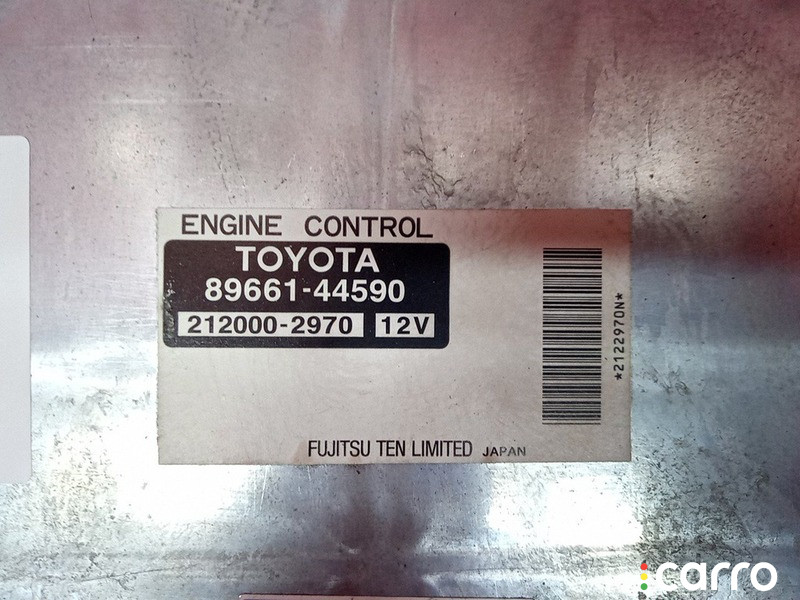 ENGINE CONTROL
TOYOTA
89661-44590
212000-2970 12V
*2122970N*
FUJITSU TEN LIMITED JAPAN
carro